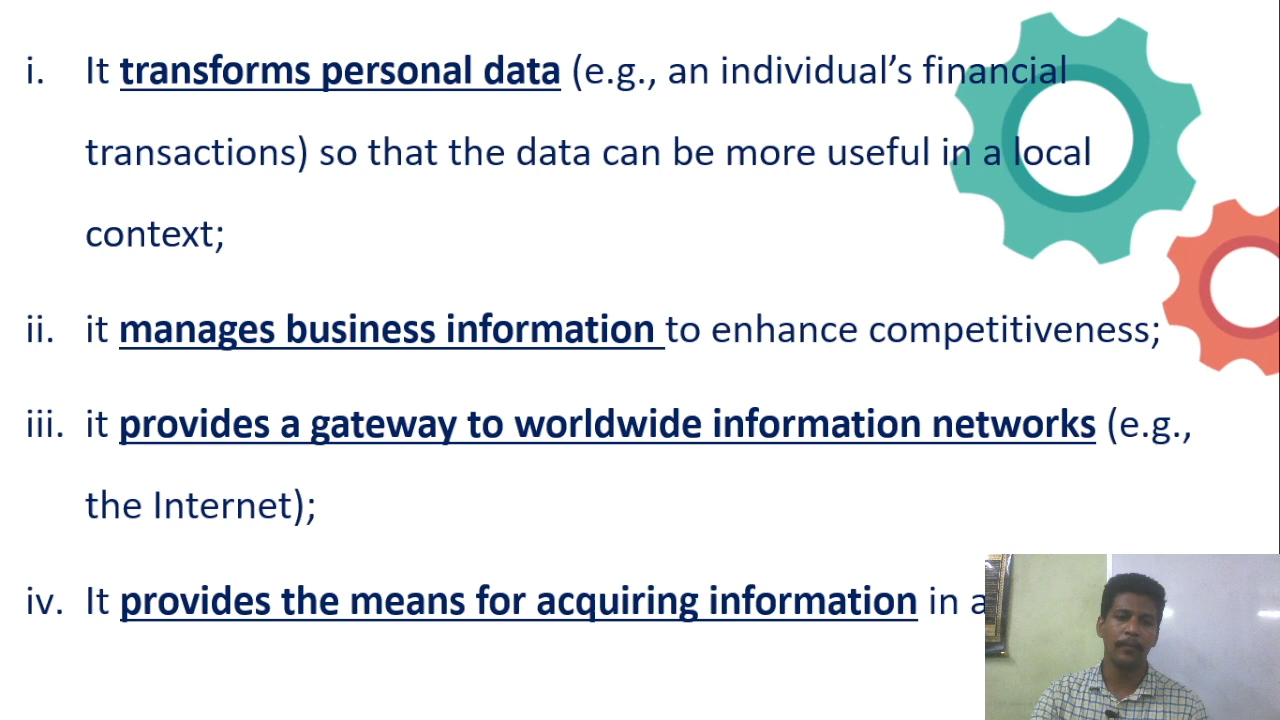 i. It transforms personal data (e.g., an individual’s financial
transactions) so that the data can be more useful in a local
context;
ii. it manages business information to enhance competitiveness;
iii. it provides a gateway to worldwide information networks (e.g.,
the Internet);
iv. It provides the means for acquiring information in